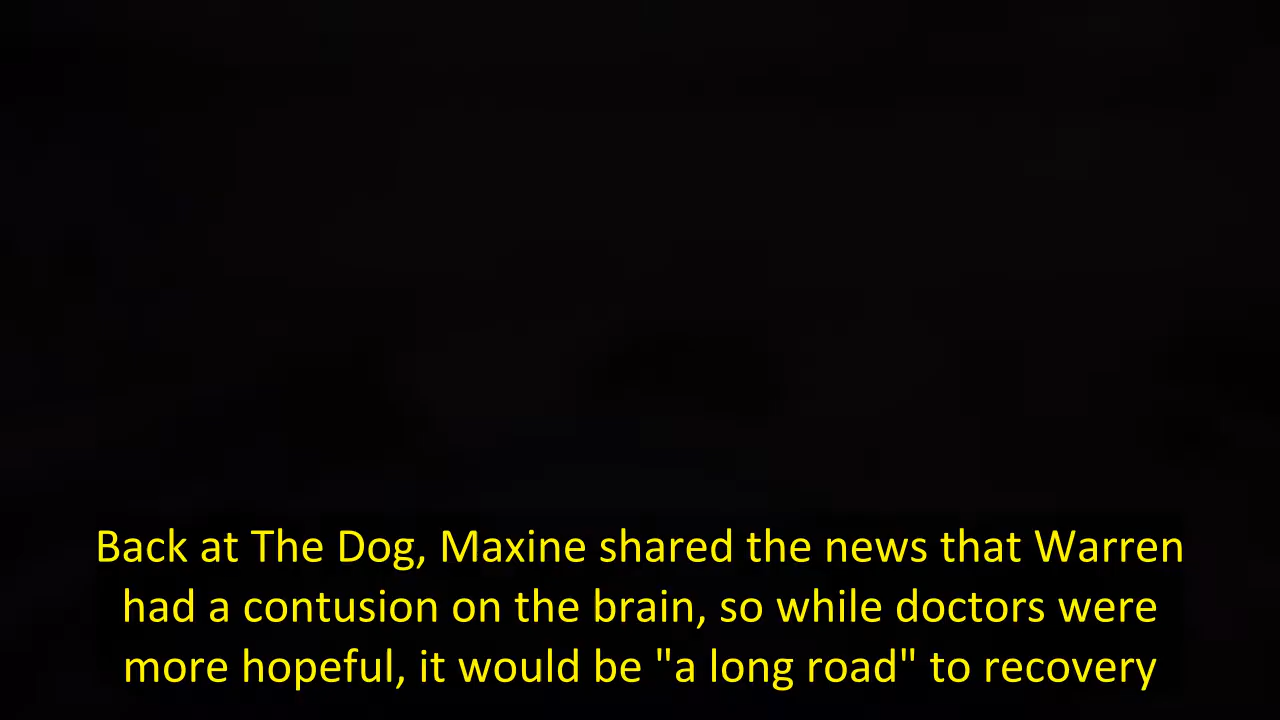 Back at The Dog, Maxine shared the news that Warren
had a contusion on the brain, so while doctors were
more hopeful, it would be "a long road" to recovery